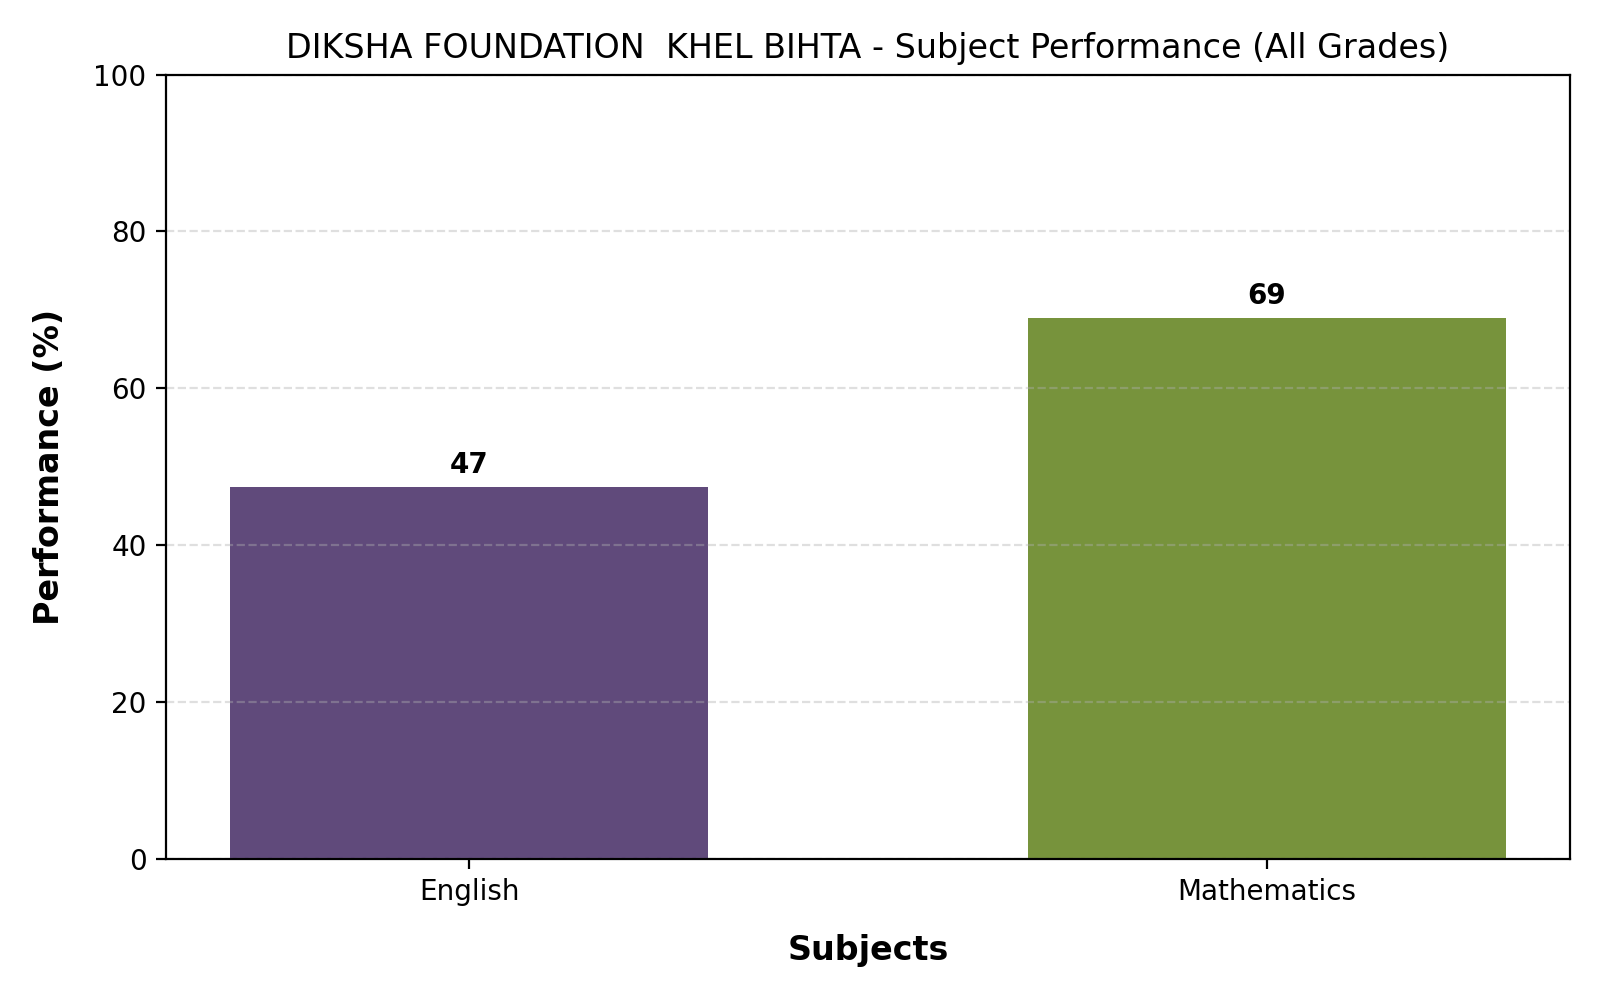 DIKSHA FOUNDATION  KHEL BIHTA - Subject Performance (All Grades)
100
80
60
40
20
0
Performance (%)
47
69
English
Mathematics
Subjects